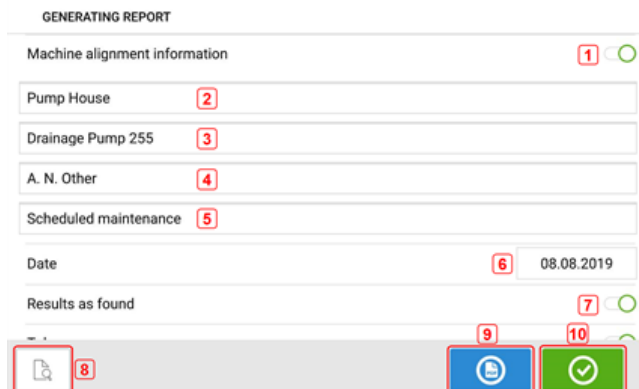 GENERATING REPORT
Machine alignment information 1
Pump House 2
Drainage Pump 255 3
A. N. Other 4
Scheduled maintenance 5
Date 6 08.08.2019
Results as found 7
9 10
8